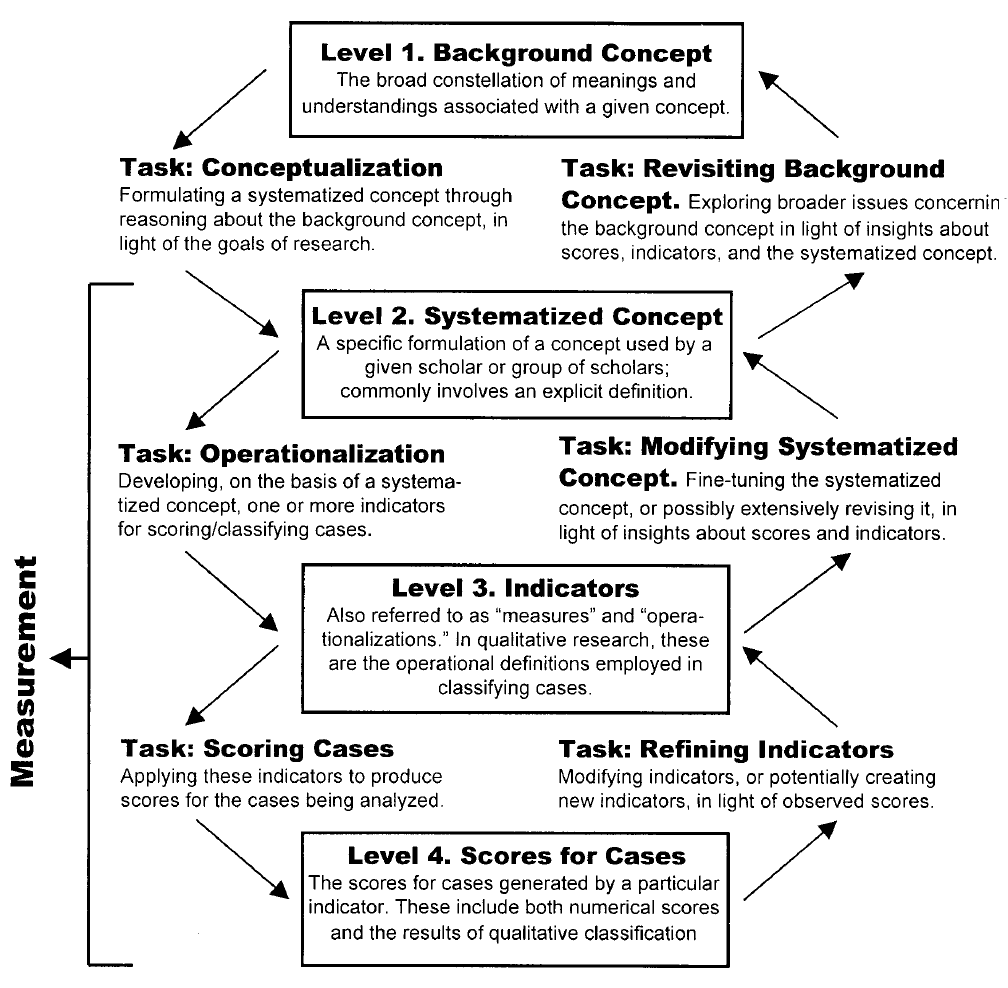 Level 1. Background Concept
The broad constellation of meanings and
understandings associated with a given concept.
Task: Conceptualization
Formulating a systematized concept through
reasoning about the background concept, in
light of the goals of research.
Task: Revisiting Background
Concept. Exploring broader issues concernin
the background concept in light of insights about
scores, indicators, and the systematized concept.
Level 2. Systematized Concept
A specific formulation of a concept used by a
given scholar or group of scholars;
commonly involves an explicit definition.
Task: Operationalization
Developing, on the basis of a systema-
tized concept, one or more indicators
for scoring/classifying cases.
Task: Modifying Systematized
Concept. Fine-tuning the systematized
concept, or possibly extensively revising it, in
light of insights about scores and indicators.
Measurement
Level 3. Indicators
Also referred to as “measures” and “opera-
tionalizations.” In qualitative research, these
are the operational definitions employed in
classifying cases.
Task: Scoring Cases
Applying these indicators to produce
scores for the cases being analyzed.
Task: Refining Indicators
Modifying indicators, or potentially creating
new indicators, in light of observed scores.
Level 4. Scores for Cases
The scores for cases generated by a particular
indicator. These include both numerical scores
and the results of qualitative classification